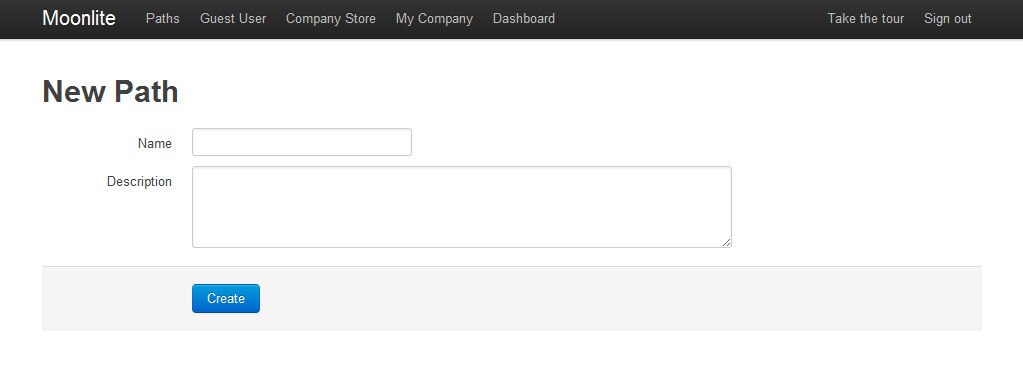 Moonlite Paths Guest User Company Store My Company Dashboard Take the tour Sign out
New Path
Name
Description
Create